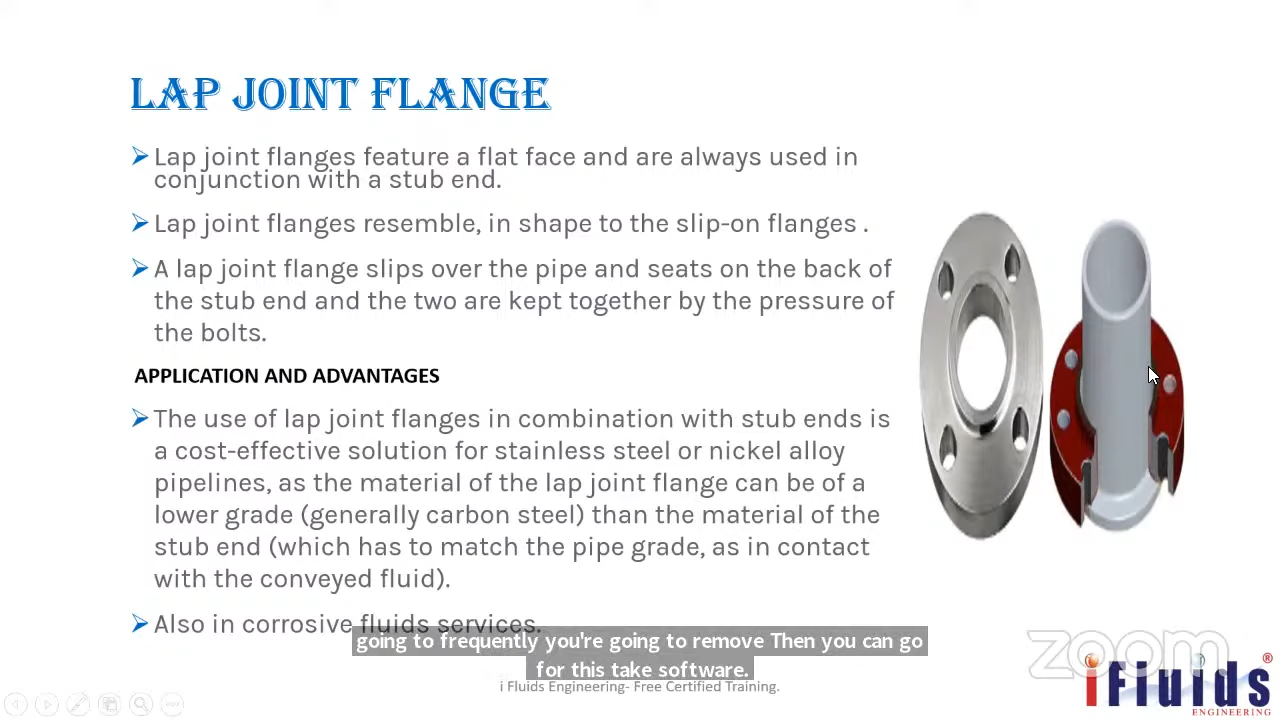 LAP JOINT FLANGE
Lap joint flanges feature a flat face and are always used in
conjunction with a stub end.
Lap joint flanges resemble, in shape to the slip-on flanges .
A lap joint flange slips over the pipe and seats on the back of
the stub end and the two are kept together by the pressure of
the bolts.
APPLICATION AND ADVANTAGES
The use of lap joint flanges in combination with stub ends is
a cost-effective solution for stainless steel or nickel alloy
pipelines, as the material of the lap joint flange can be of a
lower grade (generally carbon steel) than the material of the
stub end (which has to match the pipe grade, as in contact
with the conveyed fluid).
Also in corrosive fluids services.
going to frequently you're going to remove Then you can go
for this take software.
i Fluids Engineering- Free Certified Training.
zoom
iFluids®
ENGINEERING